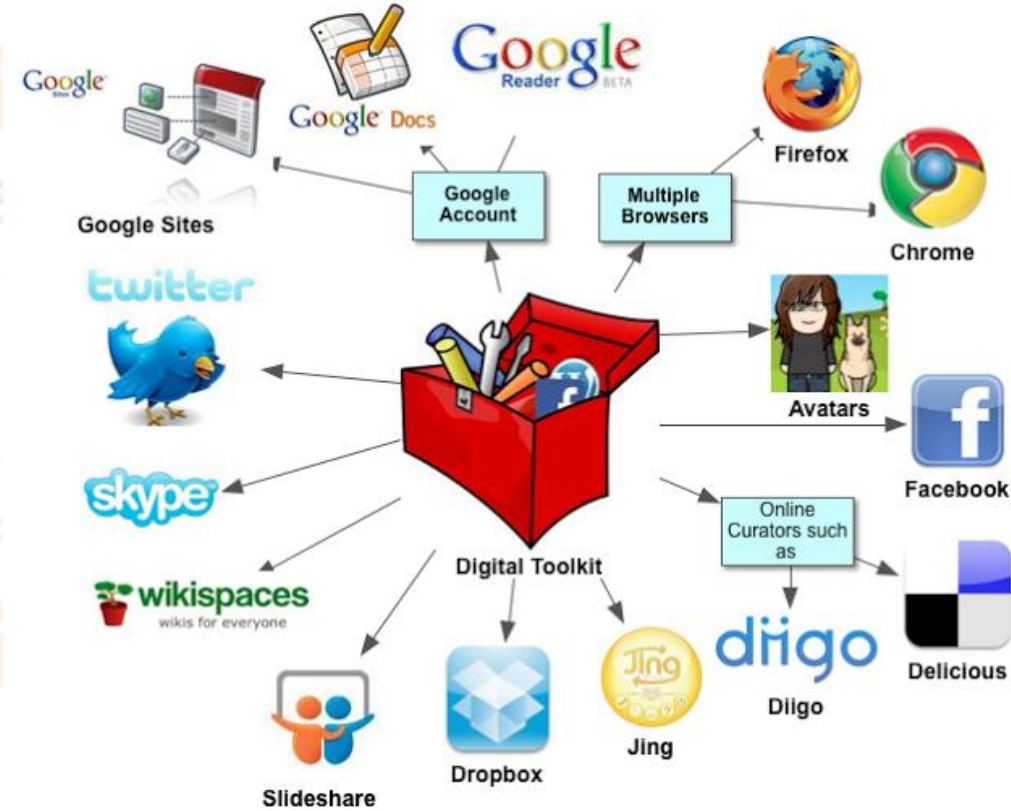 Google
Sites
Google Docs
Google
Reader BETA
Firefox
Google
Account
Multiple
Browsers
Google Sites
Chrome
twitter
Avatars
f
f
Facebook
skype
Online
Curators such
as
Digital Toolkit
wikispaces
wikis for everyone
diigo
Delicious
Jing
Diigo
Jing
Dropbox
Slideshare